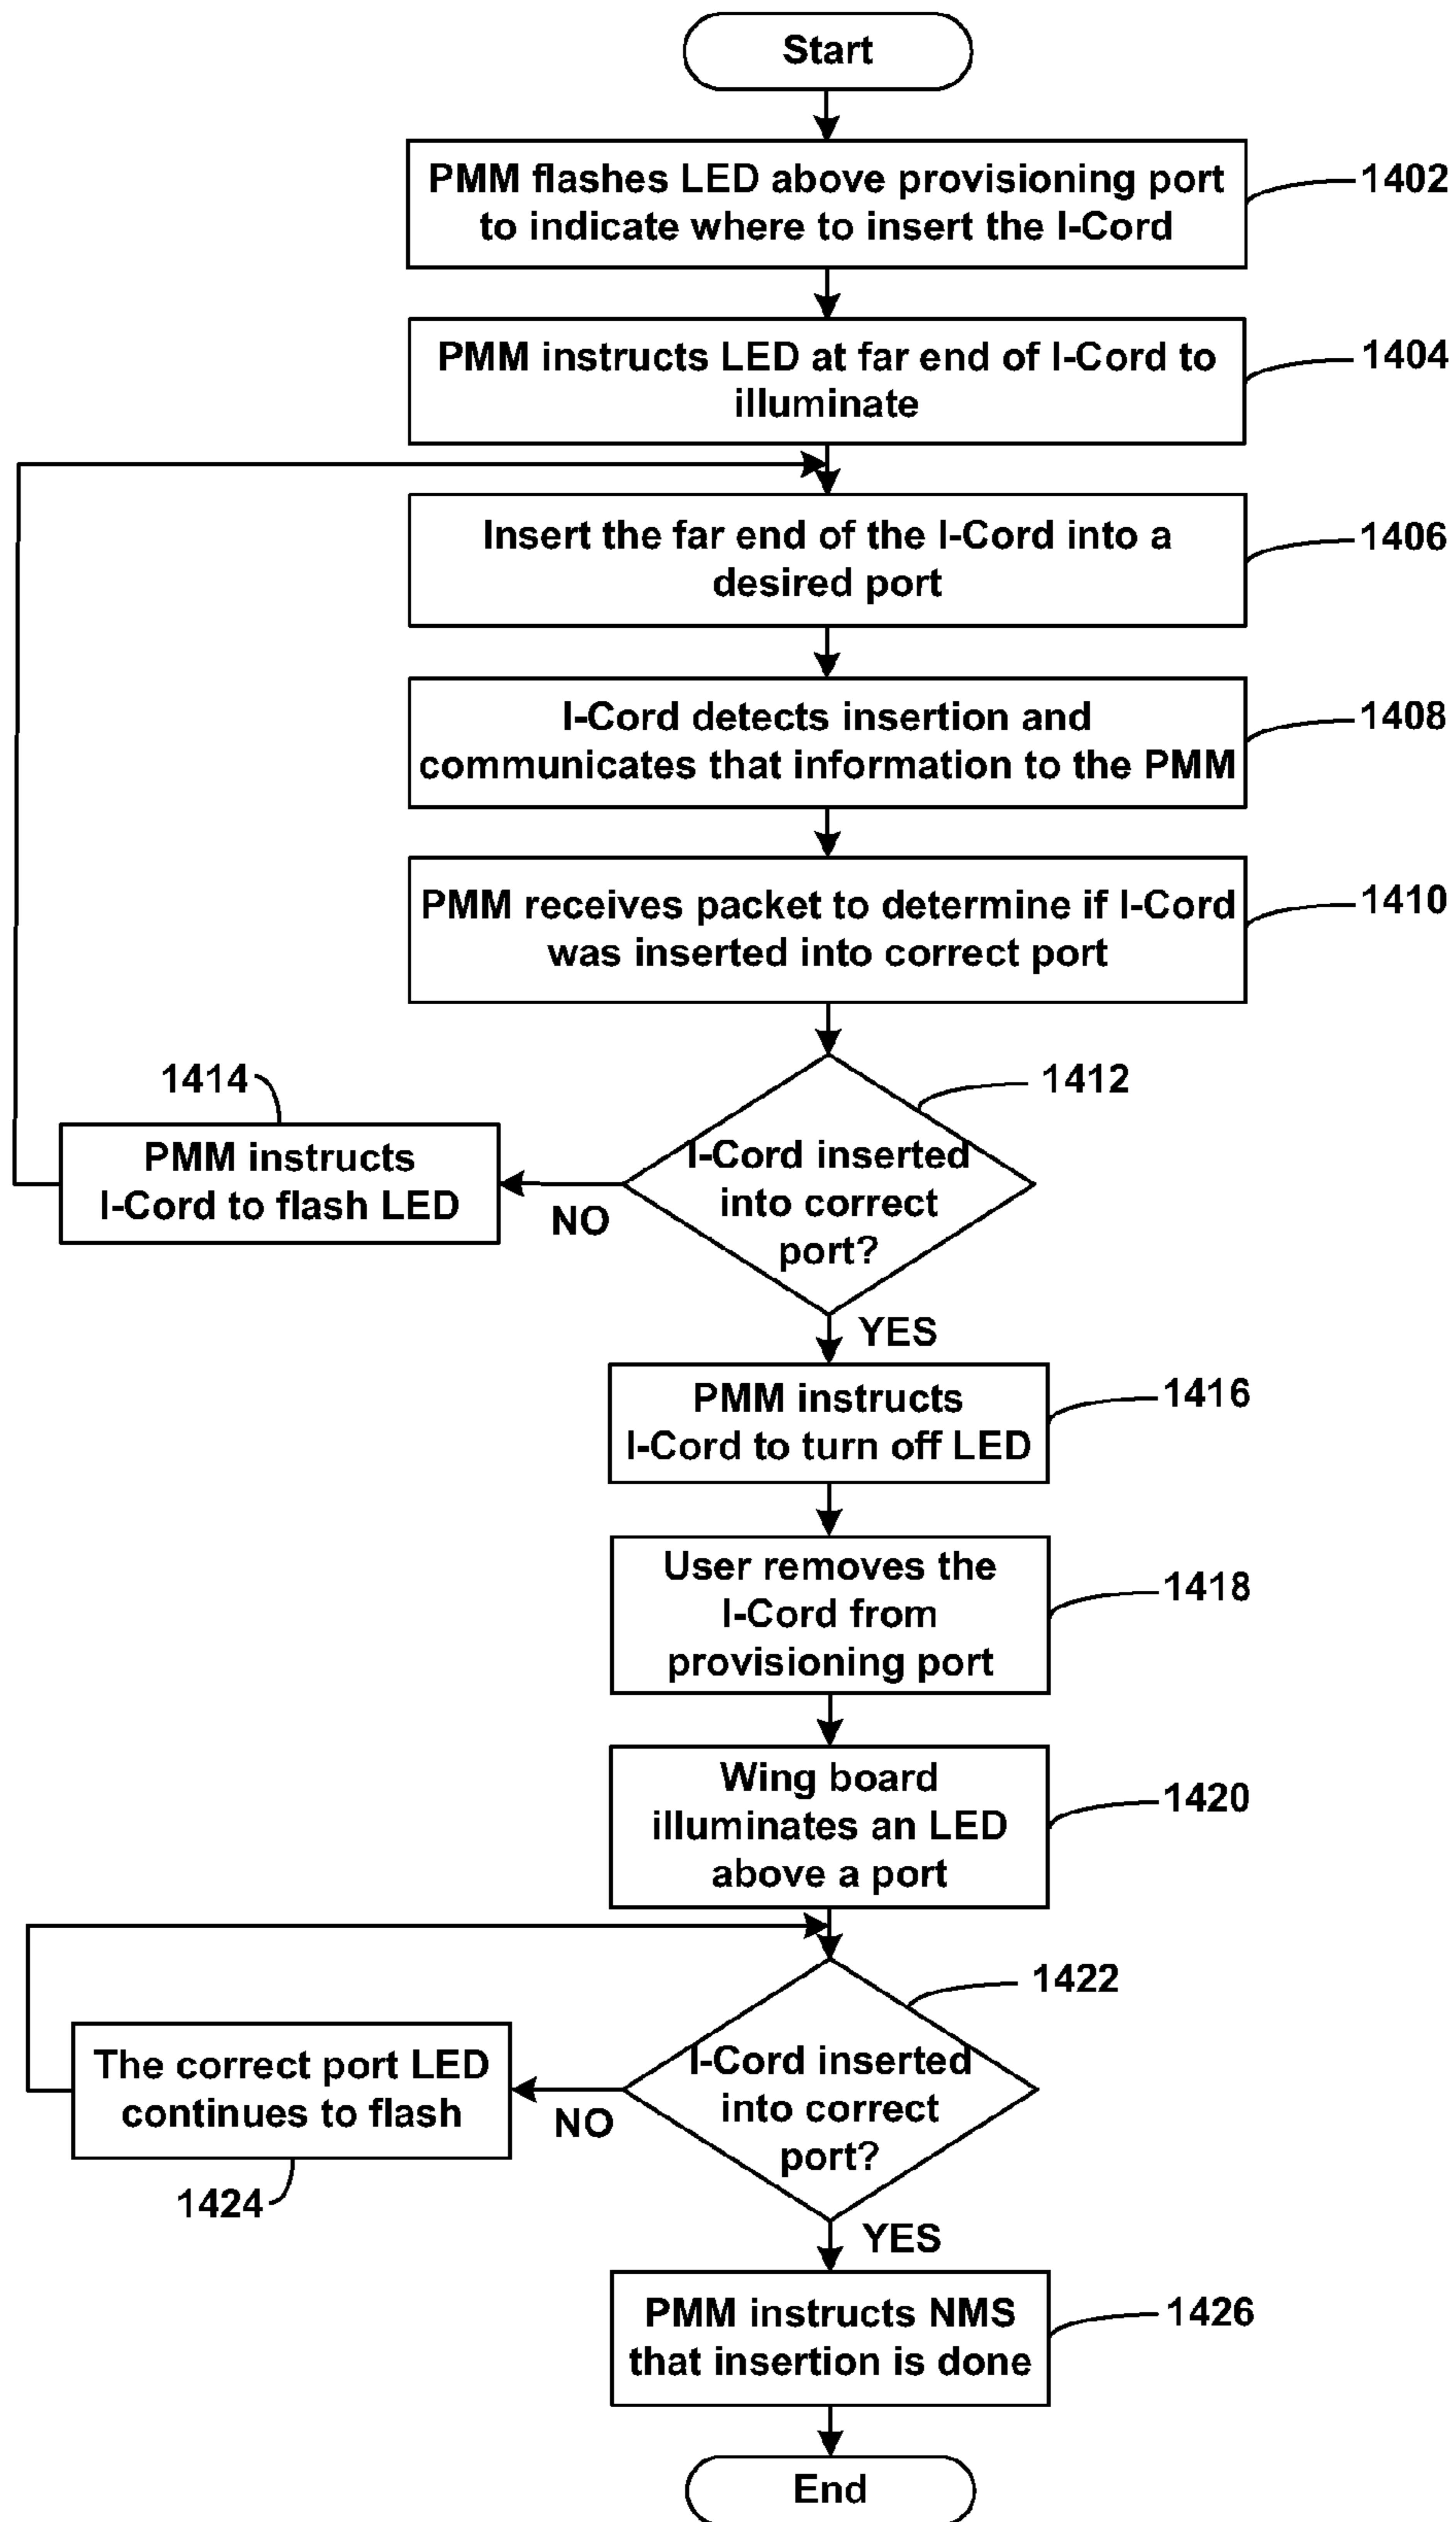 Start
PMM flashes LED above provisioning port
to indicate where to insert the I-Cord
1402
PMM instructs LED at far end of I-Cord to
illuminate
1404
Insert the far end of the I-Cord into a
desired port
1406
I-Cord detects insertion and
communicates that information to the PMM
1408
PMM receives packet to determine if I-Cord
was inserted into correct port
1410
1412
I-Cord inserted
into correct
port?
1414
PMM instructs
I-Cord to flash LED
NO
YES
PMM instructs
I-Cord to turn off LED
1416
User removes the
I-Cord from
provisioning port
1418
Wing board
illuminates an LED
above a port
1420
1422
I-Cord inserted
into correct
port?
The correct port LED
continues to flash
NO
1424
YES
PMM instructs NMS
that insertion is done
1426
End